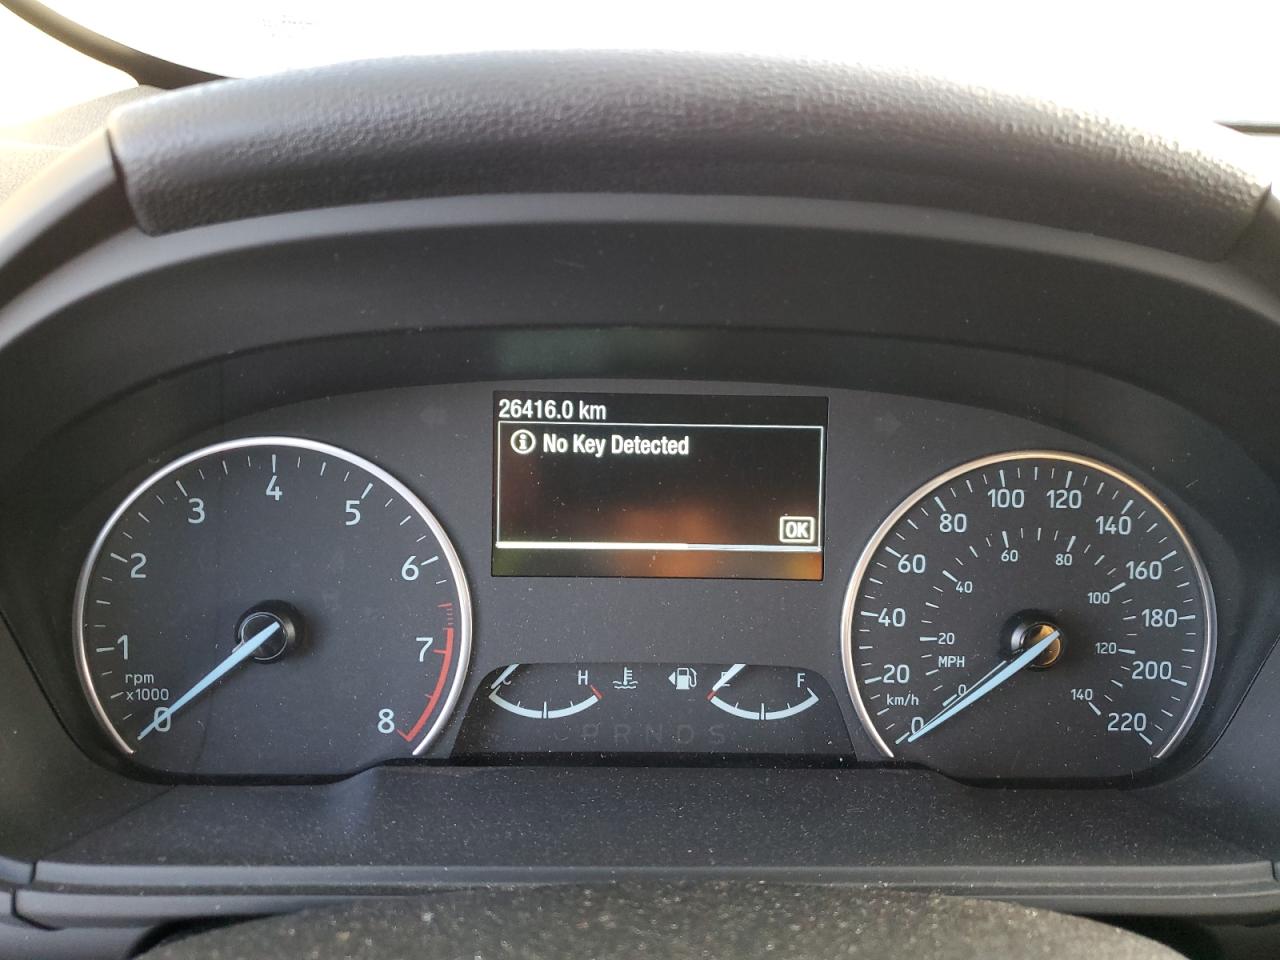 26416.0 km
i No Key Detected
OK
0 1 2 3 4 5 6 7 8
rpm
x1000
C H
E F
P R N D S
0 20 40 60 80 100 120 140 160 180 200 220
km/h
0 20 40 60 80 100 120 140
MPH